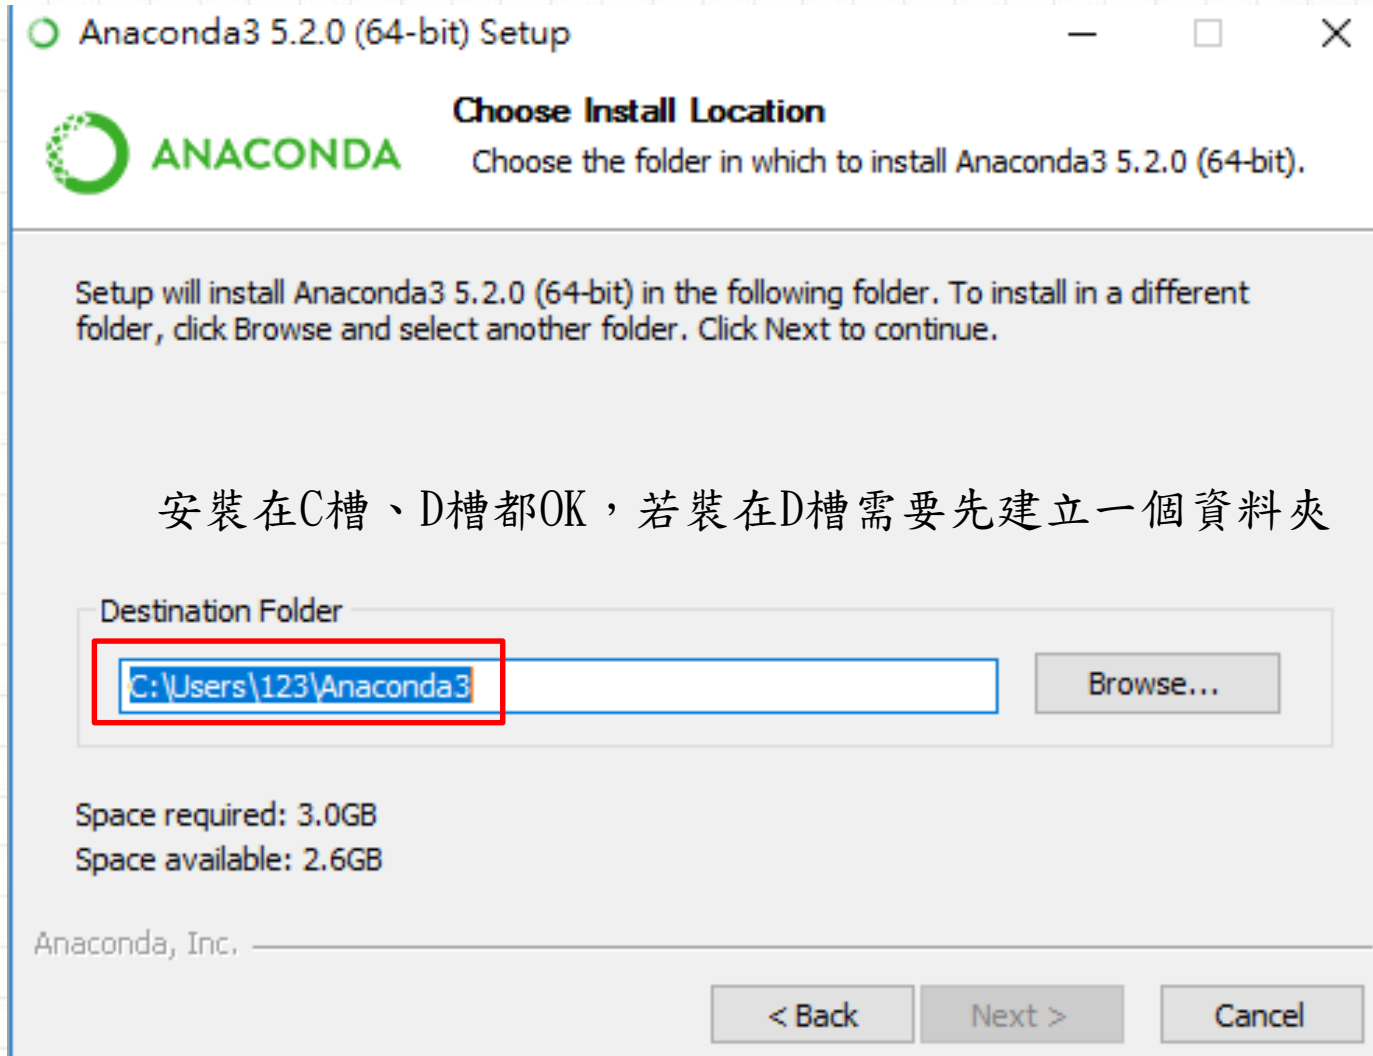 Anaconda3 5.2.0 (64-bit) Setup
ANACONDA
Choose Install Location
Choose the folder in which to install Anaconda3 5.2.0 (64-bit).
Setup will install Anaconda3 5.2.0 (64-bit) in the following folder. To install in a different
folder, click Browse and select another folder. Click Next to continue.
安裝在C槽、D槽都OK，若裝在D槽需要先建立一個資料夾
Destination Folder
C:\Users\123\Anaconda3
Browse...
Space required: 3.0GB
Space available: 2.6GB
Anaconda, Inc.
< Back
Next >
Cancel